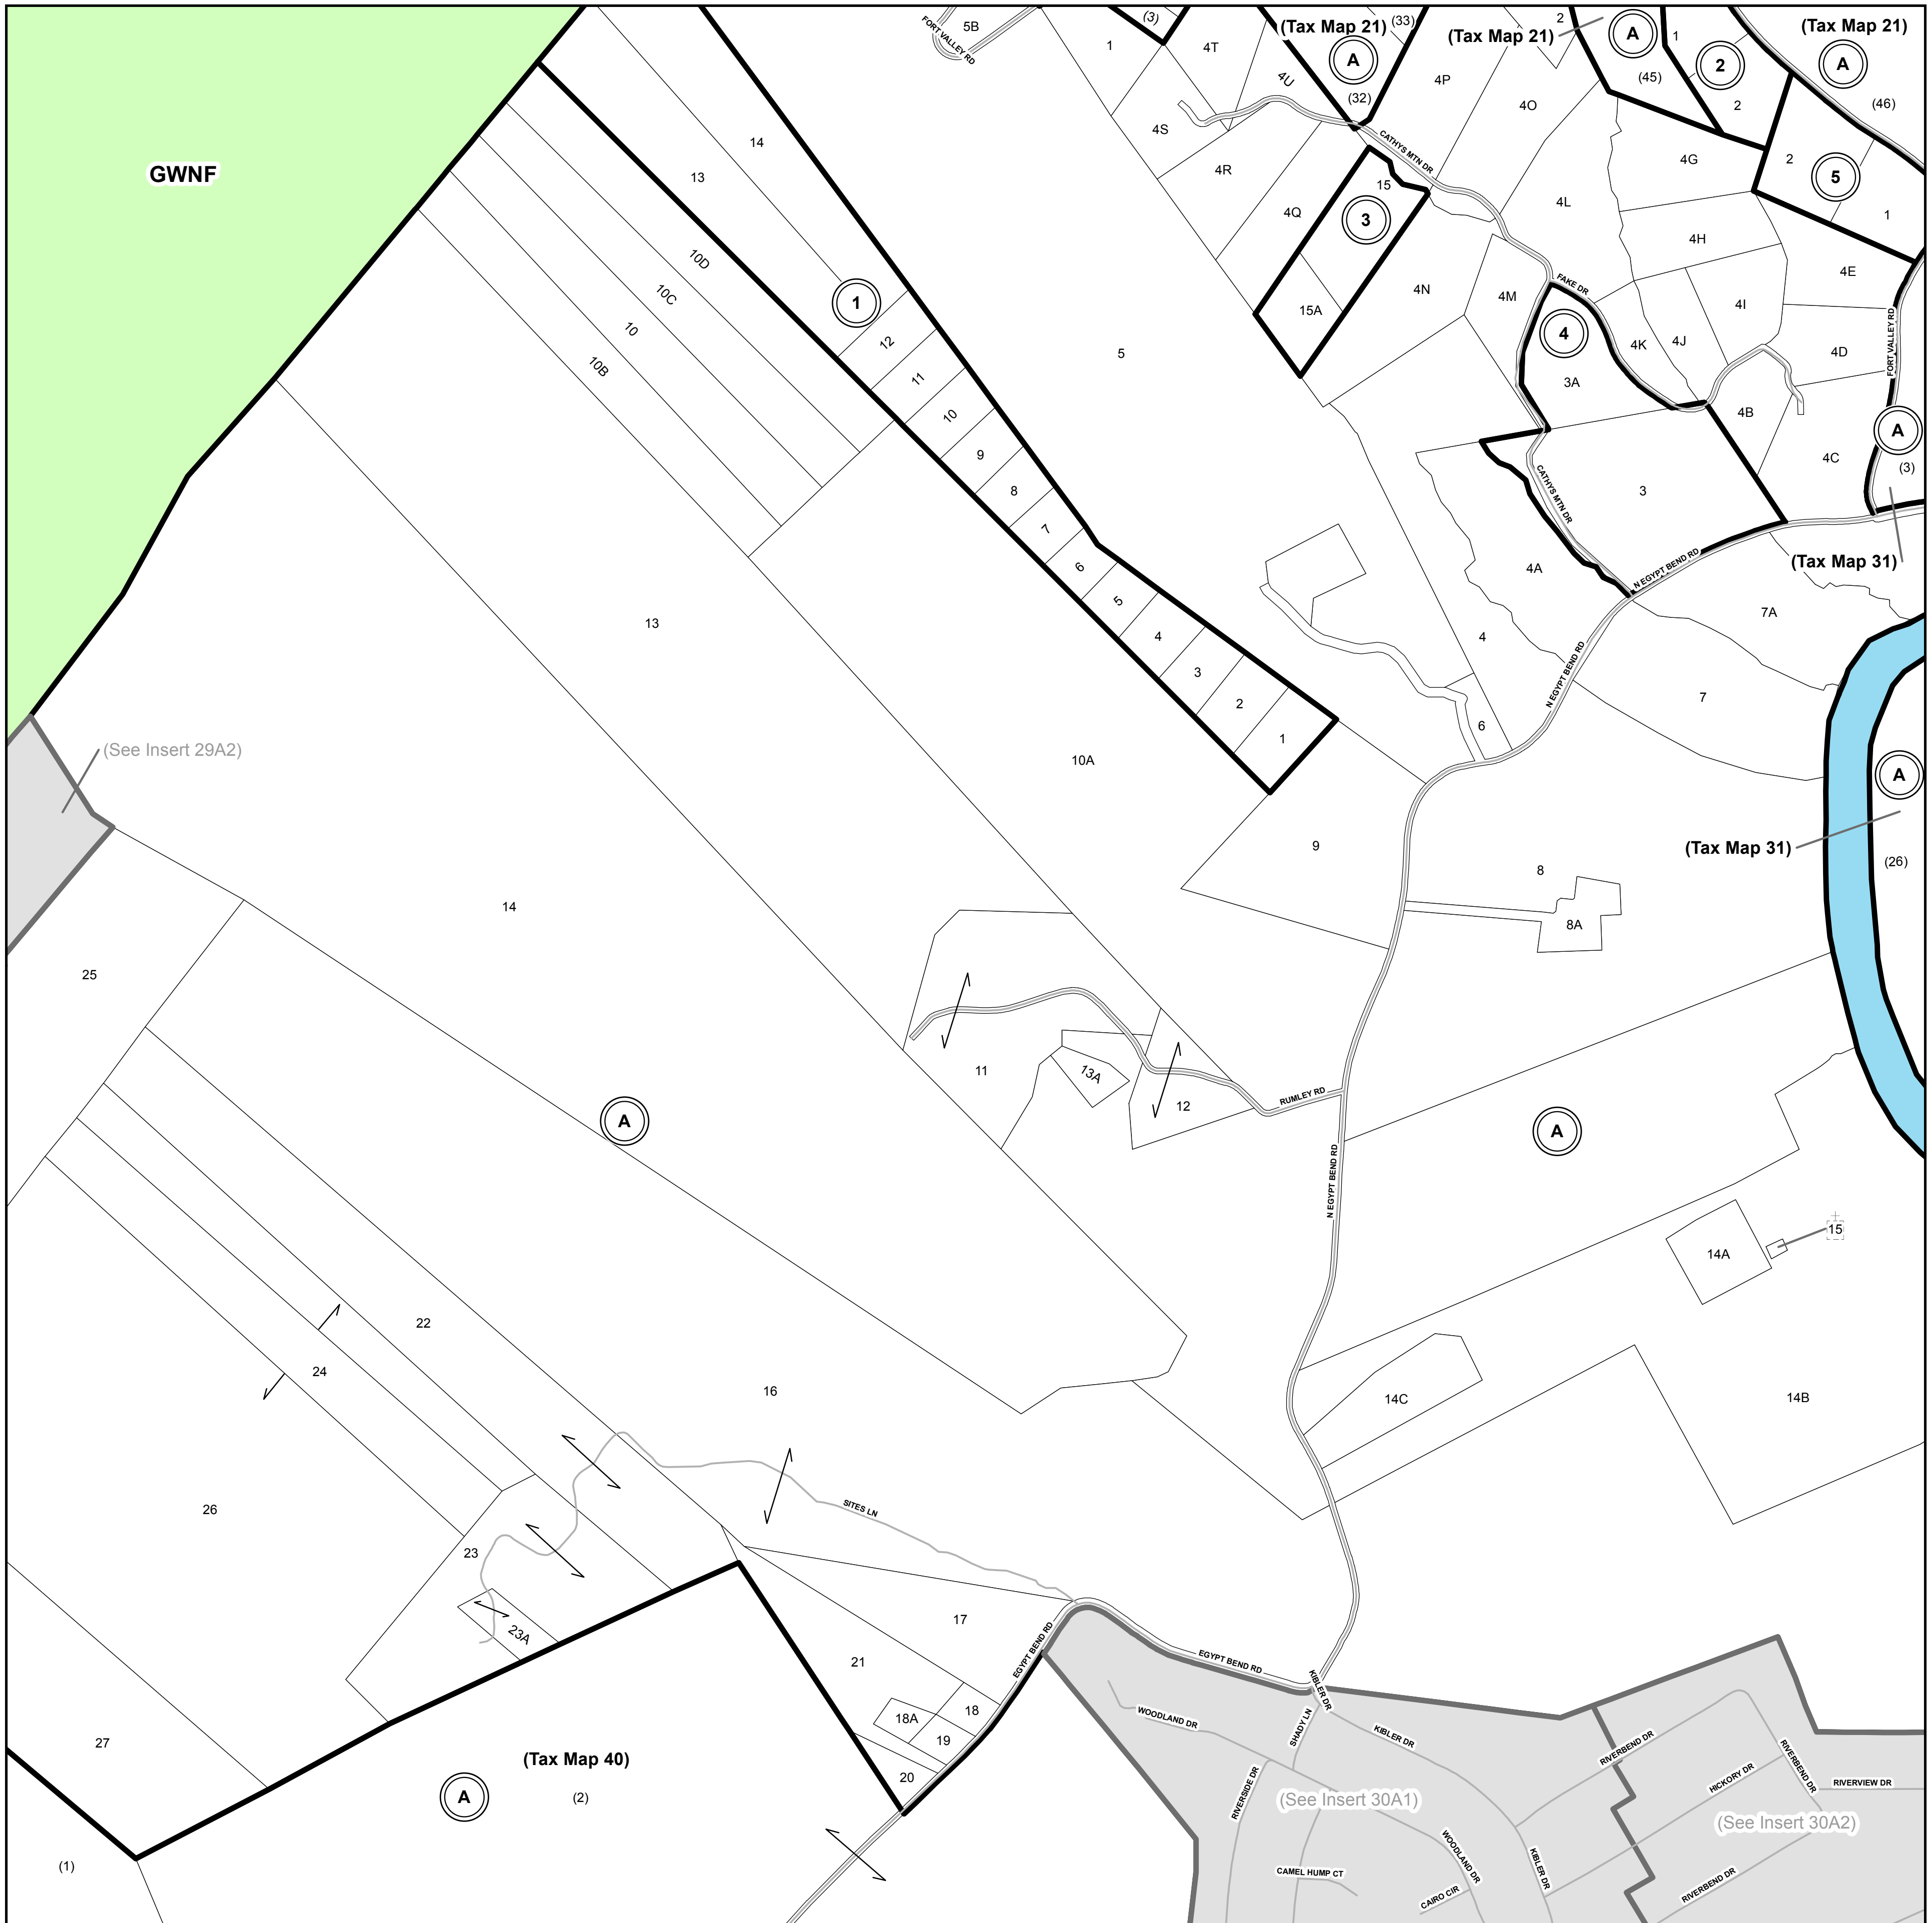 5B
(3)
(Tax Map 21)
(33)
(Tax Map 21)
2
A
1
(Tax Map 21)
FORT VALLEY RD
1
4T
A
(45)
2
A
4U
4P
(32)
4O
2
(46)
14
4S
CATHYS MTN DR
4G
2
5
GWNF
13
4R
15
3
4Q
4L
4H
1
10D
4E
10C
1
4N
4M
FAKE DR
4I
15A
10
12
4
4K
4J
FORT VALLEY RD
4D
5
10B
11
3A
10
4B
A
9
4C
(3)
8
CATHYS MTN DR
3
7
6
N EGYPT BEND RD
(Tax Map 31)
4A
5
7A
13
4
4
3
N EGYPT BEND RD
7
2
6
1
(See Insert 29A2)
10A
A
9
(Tax Map 31)
8
(26)
14
8A
25
11
13A
12
RUMLEY RD
A
A
N EGYPT BEND RD
15
14A
22
24
16
14C
14B
26
SITES LN
23
23A
17
EGYPT BEND RD
21
EGYPT BEND RD
KIBLER DR
18
18A
WOODLAND DR
SHADY LN
KIBLER DR
27
19
RIVERBEND DR
(Tax Map 40)
RIVERBEND DR
20
HICKORY DR
RIVERVIEW DR
A
(2)
RIVERSIDE DR
(See Insert 30A1)
(See Insert 30A2)
(1)
WOODLAND DR
CAMEL HUMP CT
KIBLER DR
RIVERBEND DR
CAIRO CIR